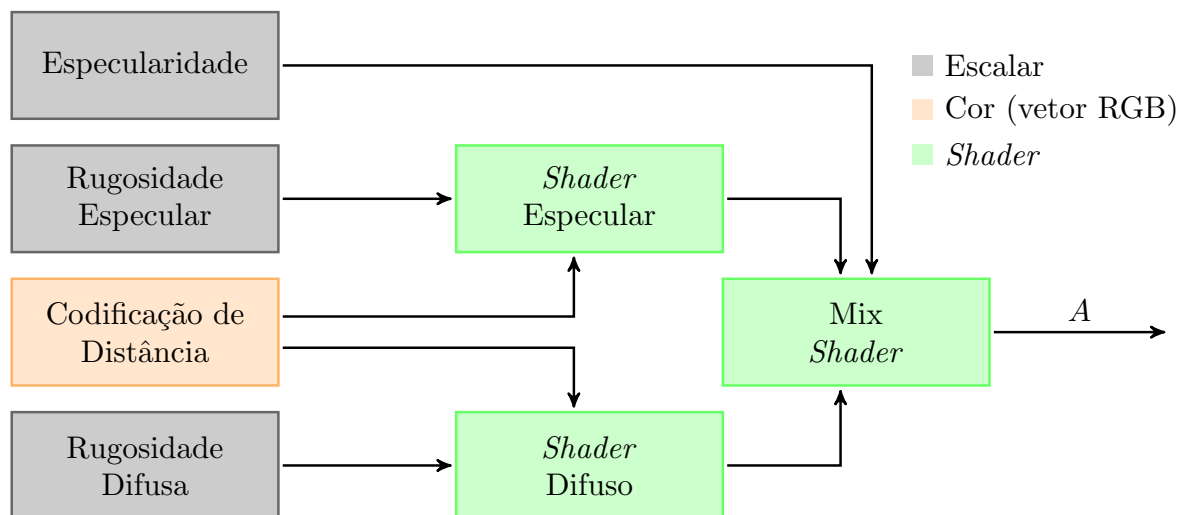 Especularidade
Escalar
Cor (vetor RGB)
Shader
Rugosidade
Especular
Shader
Especular
Codificação de
Distância
Mix
Shader
A
Rugosidade
Difusa
Shader
Difuso